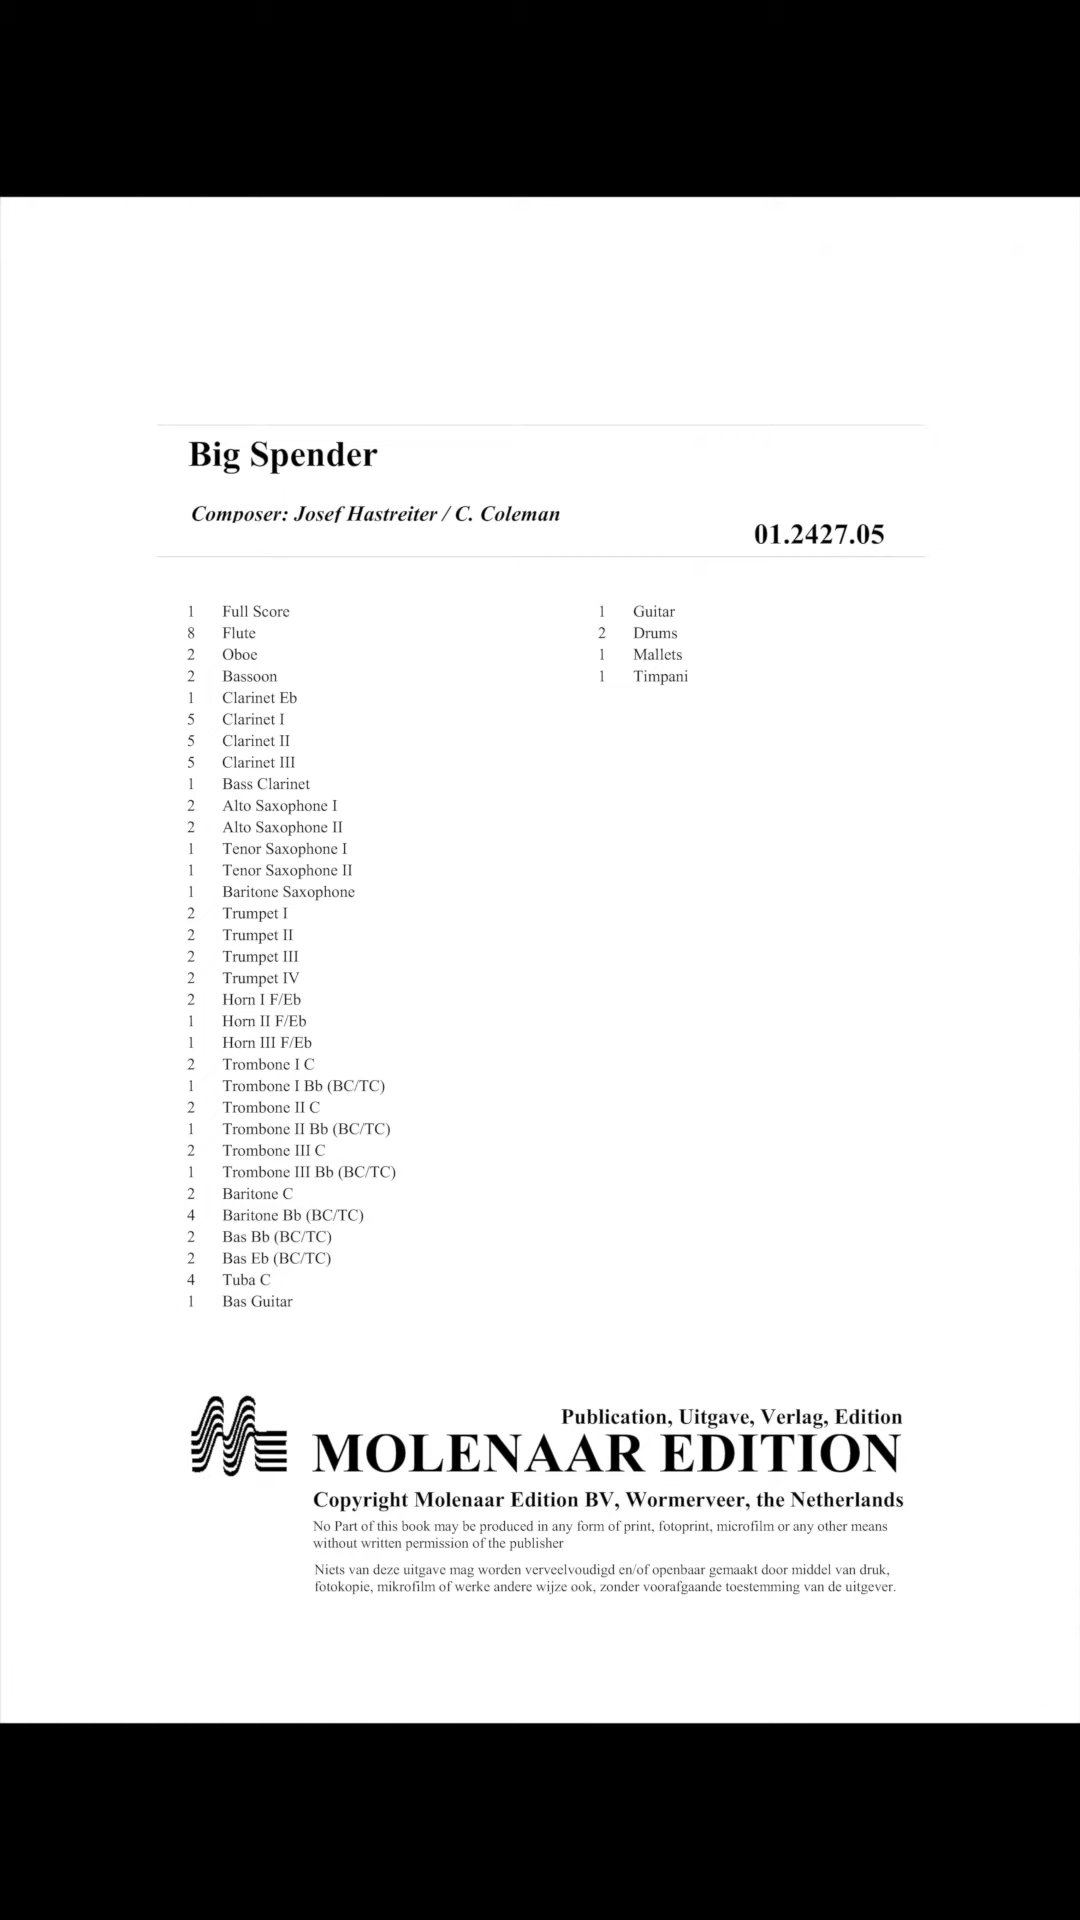 Big Spender
Composer: Josef Hastreiter / C. Coleman
01.2427.05
1 Full Score
8 Flute
2 Oboe
2 Bassoon
1 Clarinet Eb
5 Clarinet I
5 Clarinet II
5 Clarinet III
1 Bass Clarinet
2 Alto Saxophone I
2 Alto Saxophone II
1 Tenor Saxophone I
1 Tenor Saxophone II
1 Baritone Saxophone
2 Trumpet I
2 Trumpet II
2 Trumpet III
2 Trumpet IV
2 Horn I F/Eb
1 Horn II F/Eb
1 Horn III F/Eb
2 Trombone I C
1 Trombone I Bb (BC/TC)
2 Trombone II C
1 Trombone II Bb (BC/TC)
2 Trombone III C
1 Trombone III Bb (BC/TC)
2 Baritone C
4 Baritone Bb (BC/TC)
2 Bas Bb (BC/TC)
2 Bas Eb (BC/TC)
4 Tuba C
1 Bas Guitar
1 Guitar
2 Drums
1 Mallets
1 Timpani
Publication, Uitgave, Verlag, Edition
MOLENAAR EDITION
Copyright Molenaar Edition BV, Wormerveer, the Netherlands
No Part of this book may be produced in any form of print, fotoprint, microfilm or any other means
without written permission of the publisher
Niets van deze uitgave mag worden verveelvoudigd en/of openbaar gemaakt door middel van druk,
fotokopie, mikrofilm of werke andere wijze ook, zonder voorafgaande toestemming van de uitgever.